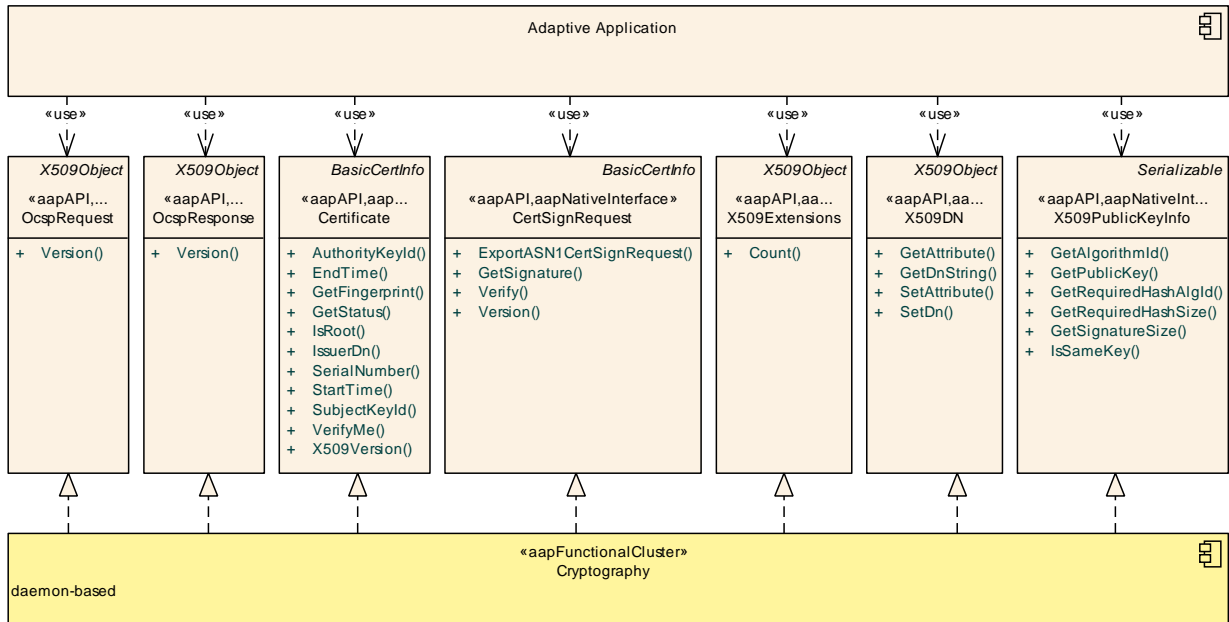 Adaptive Application
«use» «use» «use» «use» «use» «use» «use»
X509Object
«aapAPI,...
OcspRequest
+ Version()
X509Object
«aapAPI,...
OcspResponse
+ Version()
BasicCertInfo
«aapAPI,aap...
Certificate
+ AuthorityKeyId()
+ EndTime()
+ GetFingerprint()
+ GetStatus()
+ IsRoot()
+ IssuerDn()
+ SerialNumber()
+ StartTime()
+ SubjectKeyId()
+ VerifyMe()
+ X509Version()
BasicCertInfo
«aapAPI,aapNativeInterface»
CertSignRequest
+ ExportASN1CertSignRequest()
+ GetSignature()
+ Verify()
+ Version()
X509Object
«aapAPI,aa...
X509Extensions
+ Count()
X509Object
«aapAPI,aa...
X509DN
+ GetAttribute()
+ GetDnString()
+ SetAttribute()
+ SetDn()
Serializable
«aapAPI,aapNativeInt...
X509PublicKeyInfo
+ GetAlgorithmId()
+ GetPublicKey()
+ GetRequiredHashAlgId()
+ GetRequiredHashSize()
+ GetSignatureSize()
+ IsSameKey()
«aapFunctionalCluster»
Cryptography
daemon-based